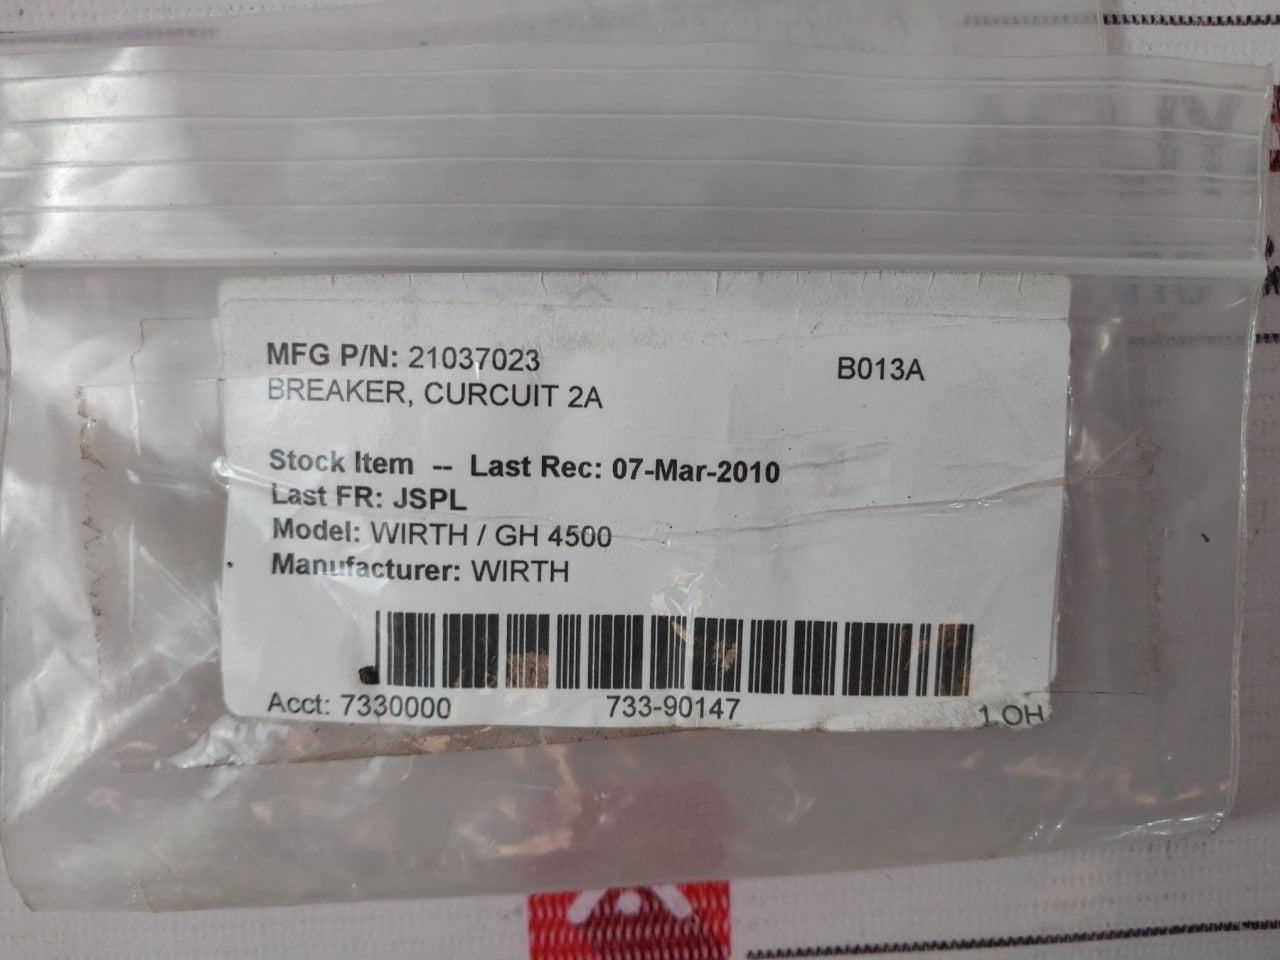 MFG P/N: 21037023
B013A
BREAKER, CURCUIT 2A
Stock Item -- Last Rec: 07-Mar-2010
Last FR: JSPL
Model: WIRTH / GH 4500
Manufacturer: WIRTH
Acct: 7330000
733-90147
1 OH